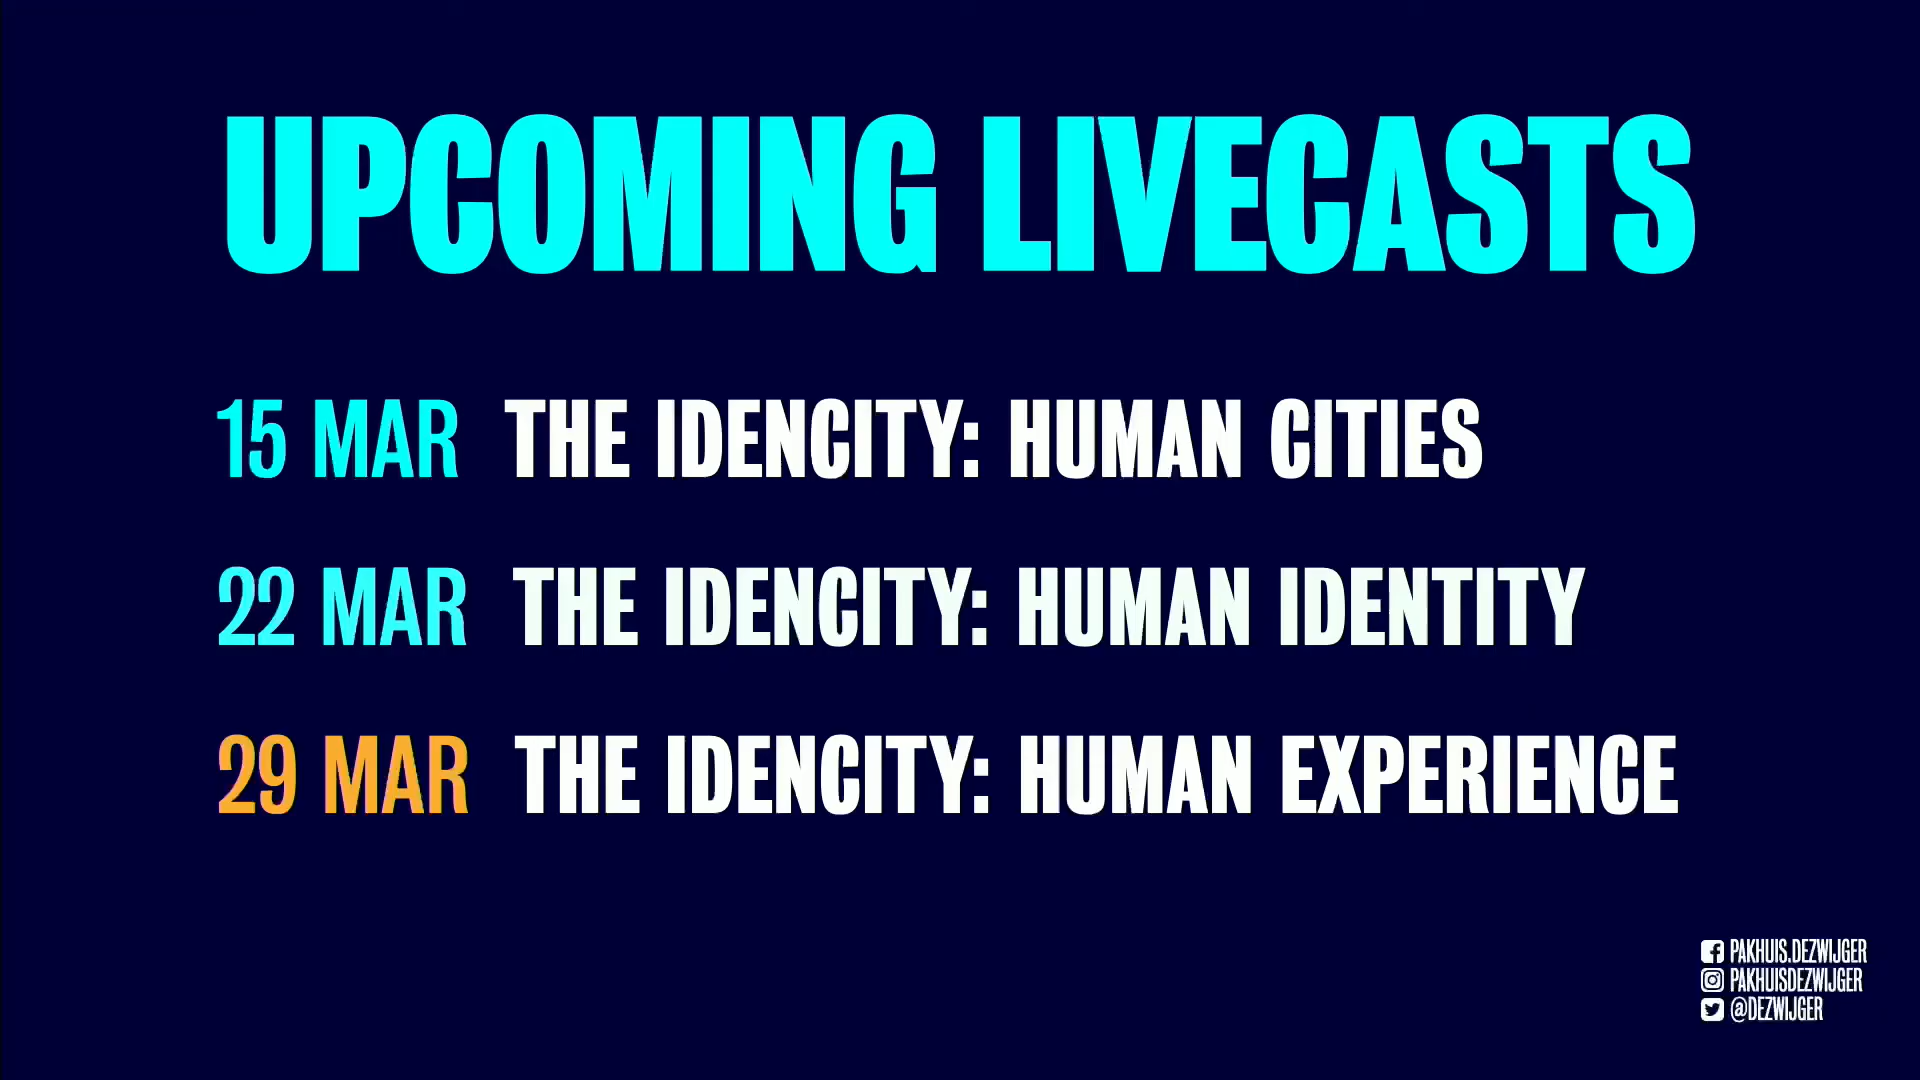 UPCOMING LIVECASTS
15 MAR THE IDENCITY: HUMAN CITIES
22 MAR THE IDENCITY: HUMAN IDENTITY
29 MAR THE IDENCITY: HUMAN EXPERIENCE
PAKHUIS.DEZWIJGER
PAKHUISDEZWIJGER
@DEZWIJGER